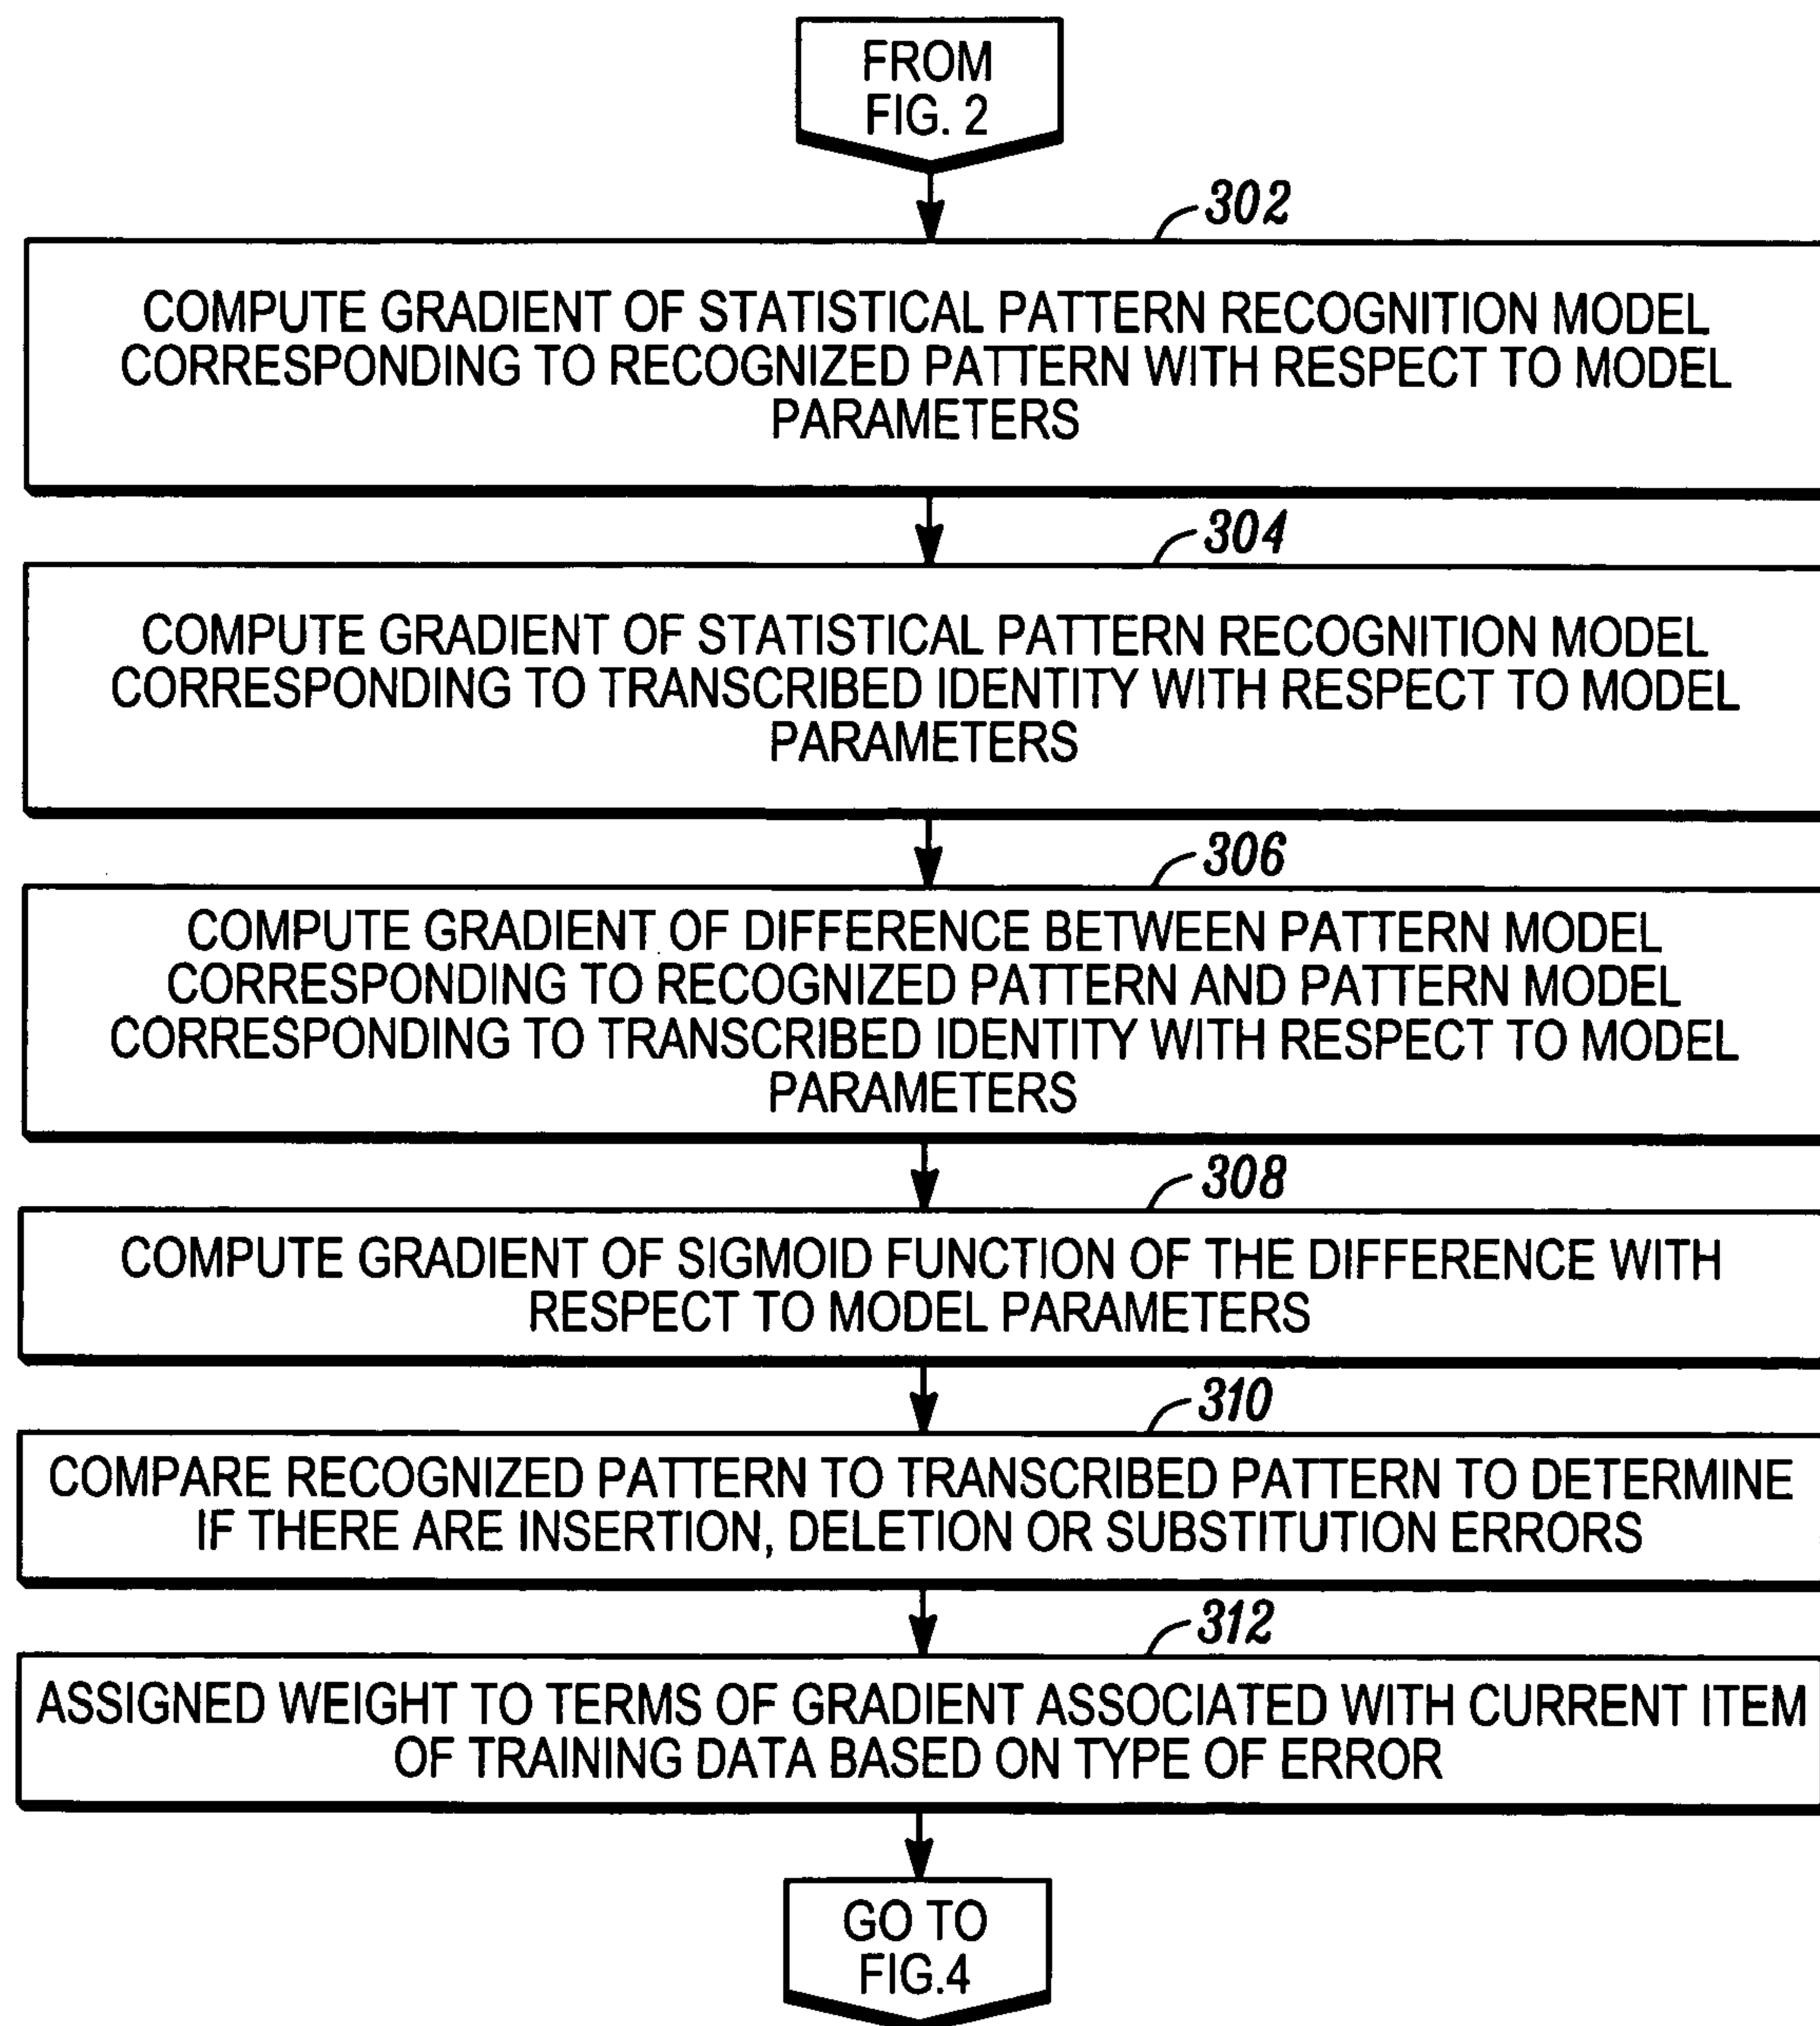 FROM
FIG. 2
302
COMPUTE GRADIENT OF STATISTICAL PATTERN RECOGNITION MODEL
CORRESPONDING TO RECOGNIZED PATTERN WITH RESPECT TO MODEL
PARAMETERS
304
COMPUTE GRADIENT OF STATISTICAL PATTERN RECOGNITION MODEL
CORRESPONDING TO TRANSCRIBED IDENTITY WITH RESPECT TO MODEL
PARAMETERS
306
COMPUTE GRADIENT OF DIFFERENCE BETWEEN PATTERN MODEL
CORRESPONDING TO RECOGNIZED PATTERN AND PATTERN MODEL
CORRESPONDING TO TRANSCRIBED IDENTITY WITH RESPECT TO MODEL
PARAMETERS
308
COMPUTE GRADIENT OF SIGMOID FUNCTION OF THE DIFFERENCE WITH
RESPECT TO MODEL PARAMETERS
310
COMPARE RECOGNIZED PATTERN TO TRANSCRIBED PATTERN TO DETERMINE
IF THERE ARE INSERTION, DELETION OR SUBSTITUTION ERRORS
312
ASSIGNED WEIGHT TO TERMS OF GRADIENT ASSOCIATED WITH CURRENT ITEM
OF TRAINING DATA BASED ON TYPE OF ERROR
GO TO
FIG.4